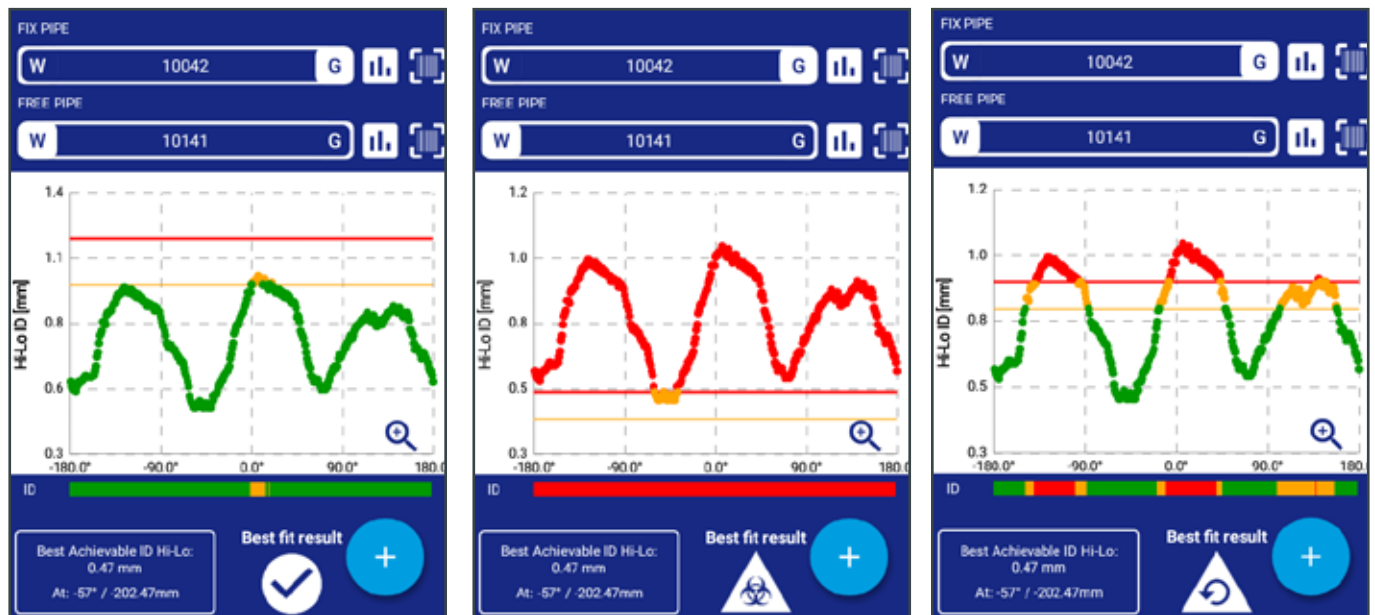 FIX PIPE
W 10042 G
FREE PIPE
W 10141 G
1.4
1.1
0.8
0.6
0.3
Hi-Lo ID [mm]
-180.0° -90.0° 0.0° 90.0° 180.0
ID
Best Achievable ID Hi-Lo:
0.47 mm
At: -57° / -202.47mm
Best fit result
+
FIX PIPE
W 10042 G
FREE PIPE
W 10141 G
1.2
1.0
0.8
0.5
0.3
Hi-Lo ID [mm]
-180.0° -90.0° 0.0° 90.0° 180.0
ID
Best Achievable ID Hi-Lo:
0.47 mm
At: -57° / -202.47mm
Best fit result
+
FIX PIPE
W 10042 G
FREE PIPE
W 10141 G
1.2
1.0
0.8
0.5
0.3
Hi-Lo ID [mm]
-180.0° -90.0° 0.0° 90.0° 180.0
ID
Best Achievable ID Hi-Lo:
0.47 mm
At: -57° / -202.47mm
Best fit result
+